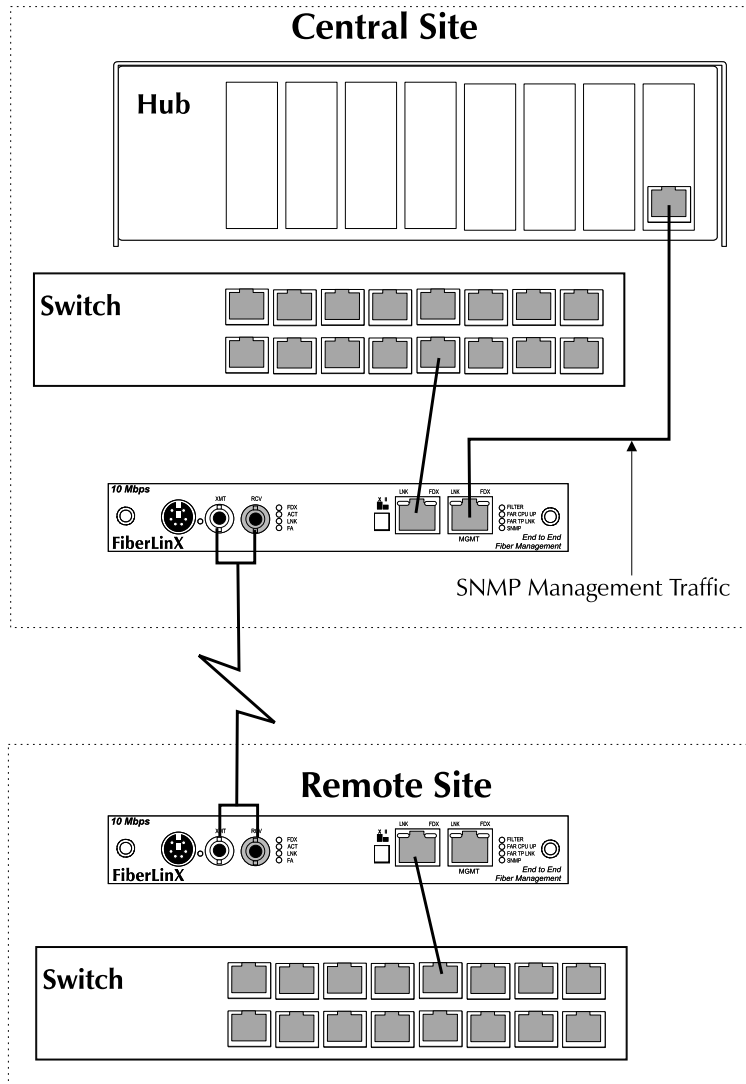 Central Site
Hub
Switch
10 Mbps
XMT RCV
FDX
ACT
LNK
FA
X II
LNK FDX LNK FDX
FILTER
FAR CPU UP
FAR TP LNK
SNMP
MGMT
FiberLinX
End to End
Fiber Management
SNMP Management Traffic
Remote Site
10 Mbps
XMT RCV
FDX
ACT
LNK
FA
X II
LNK FDX LNK FDX
FILTER
FAR CPU UP
FAR TP LNK
SNMP
MGMT
FiberLinX
End to End
Fiber Management
Switch